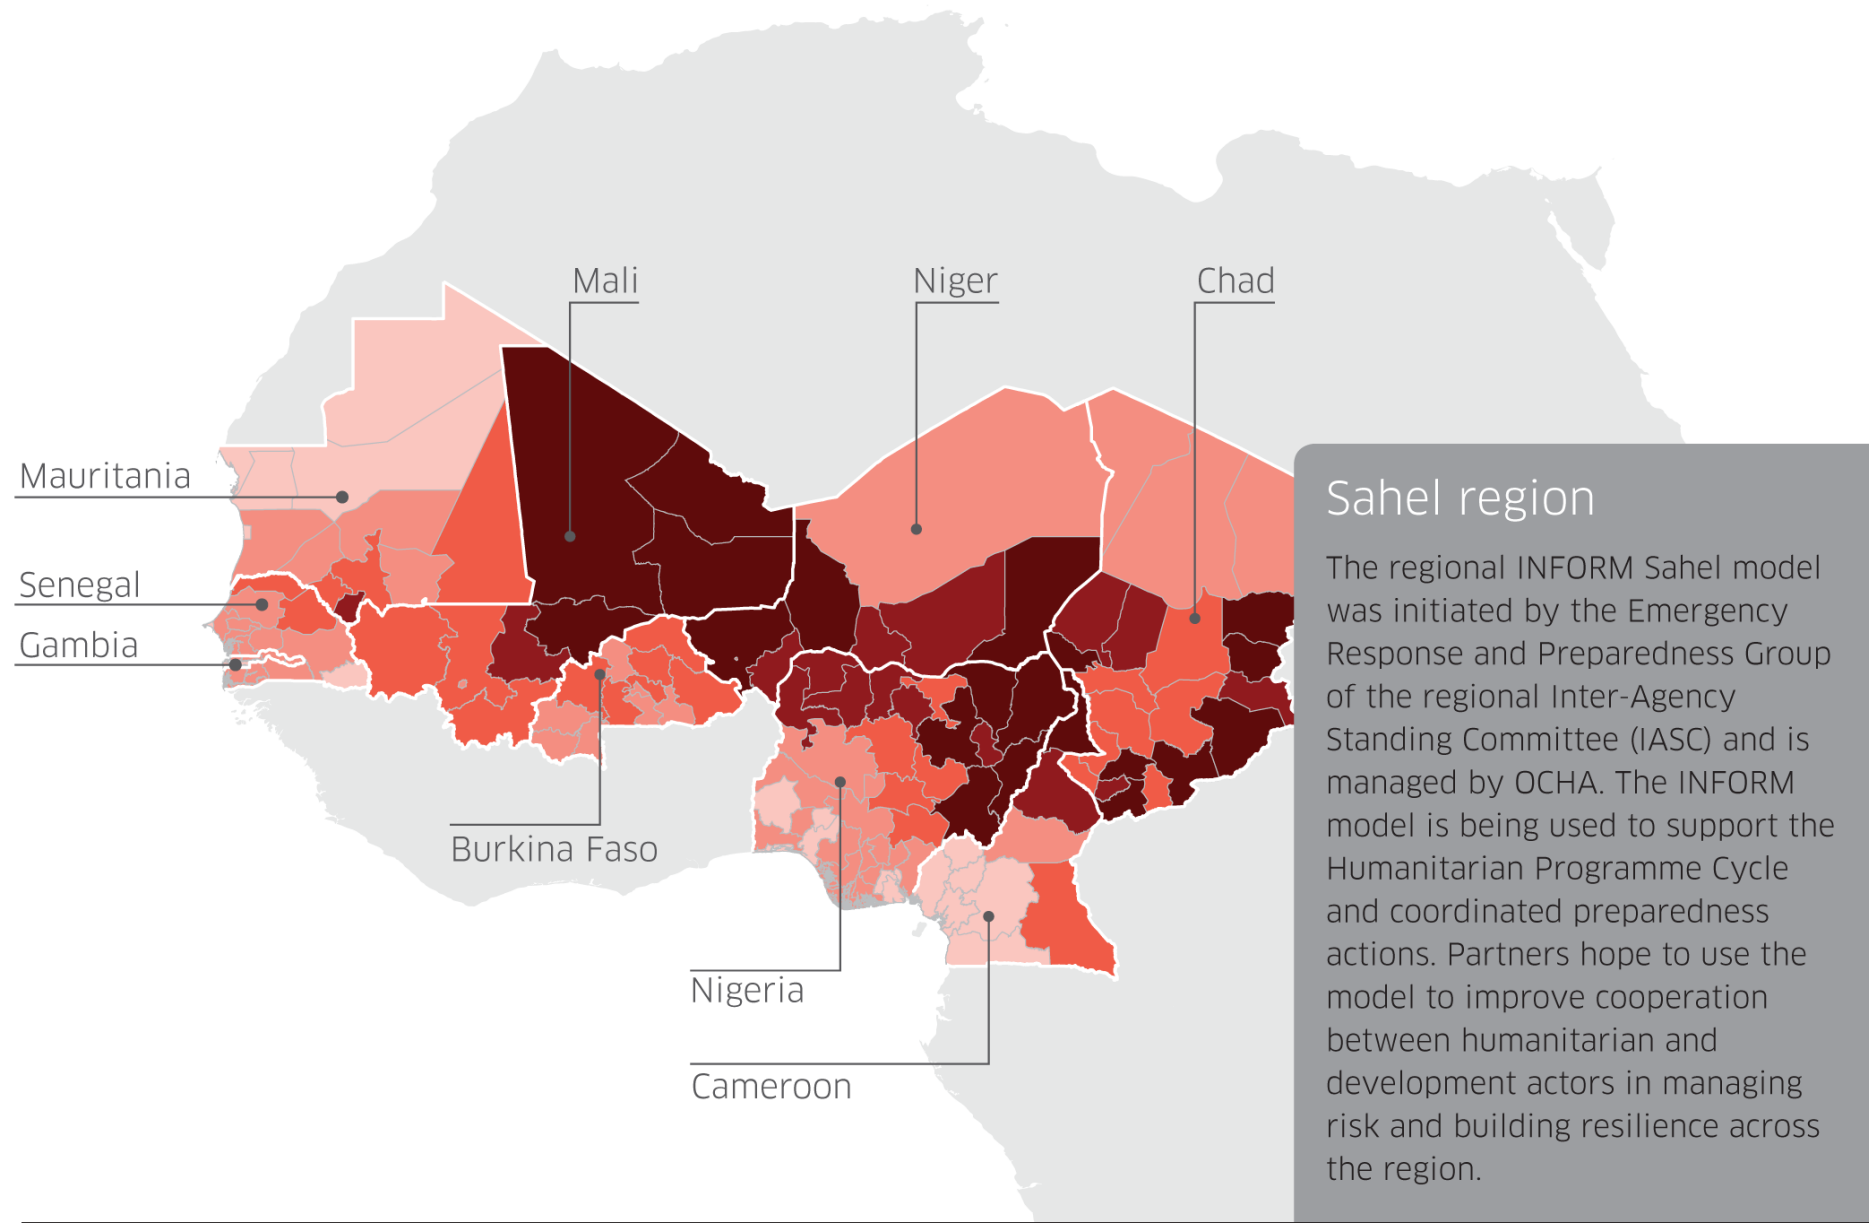 Mali
Niger
Chad
Mauritania
Senegal
Gambia
Burkina Faso
Nigeria
Cameroon
Sahel region
The regional INFORM Sahel model
was initiated by the Emergency
Response and Preparedness Group
of the regional Inter-Agency
Standing Committee (IASC) and is
managed by OCHA. The INFORM
model is being used to support the
Humanitarian Programme Cycle
and coordinated preparedness
actions. Partners hope to use the
model to improve cooperation
between humanitarian and
development actors in managing
risk and building resilience across
the region.